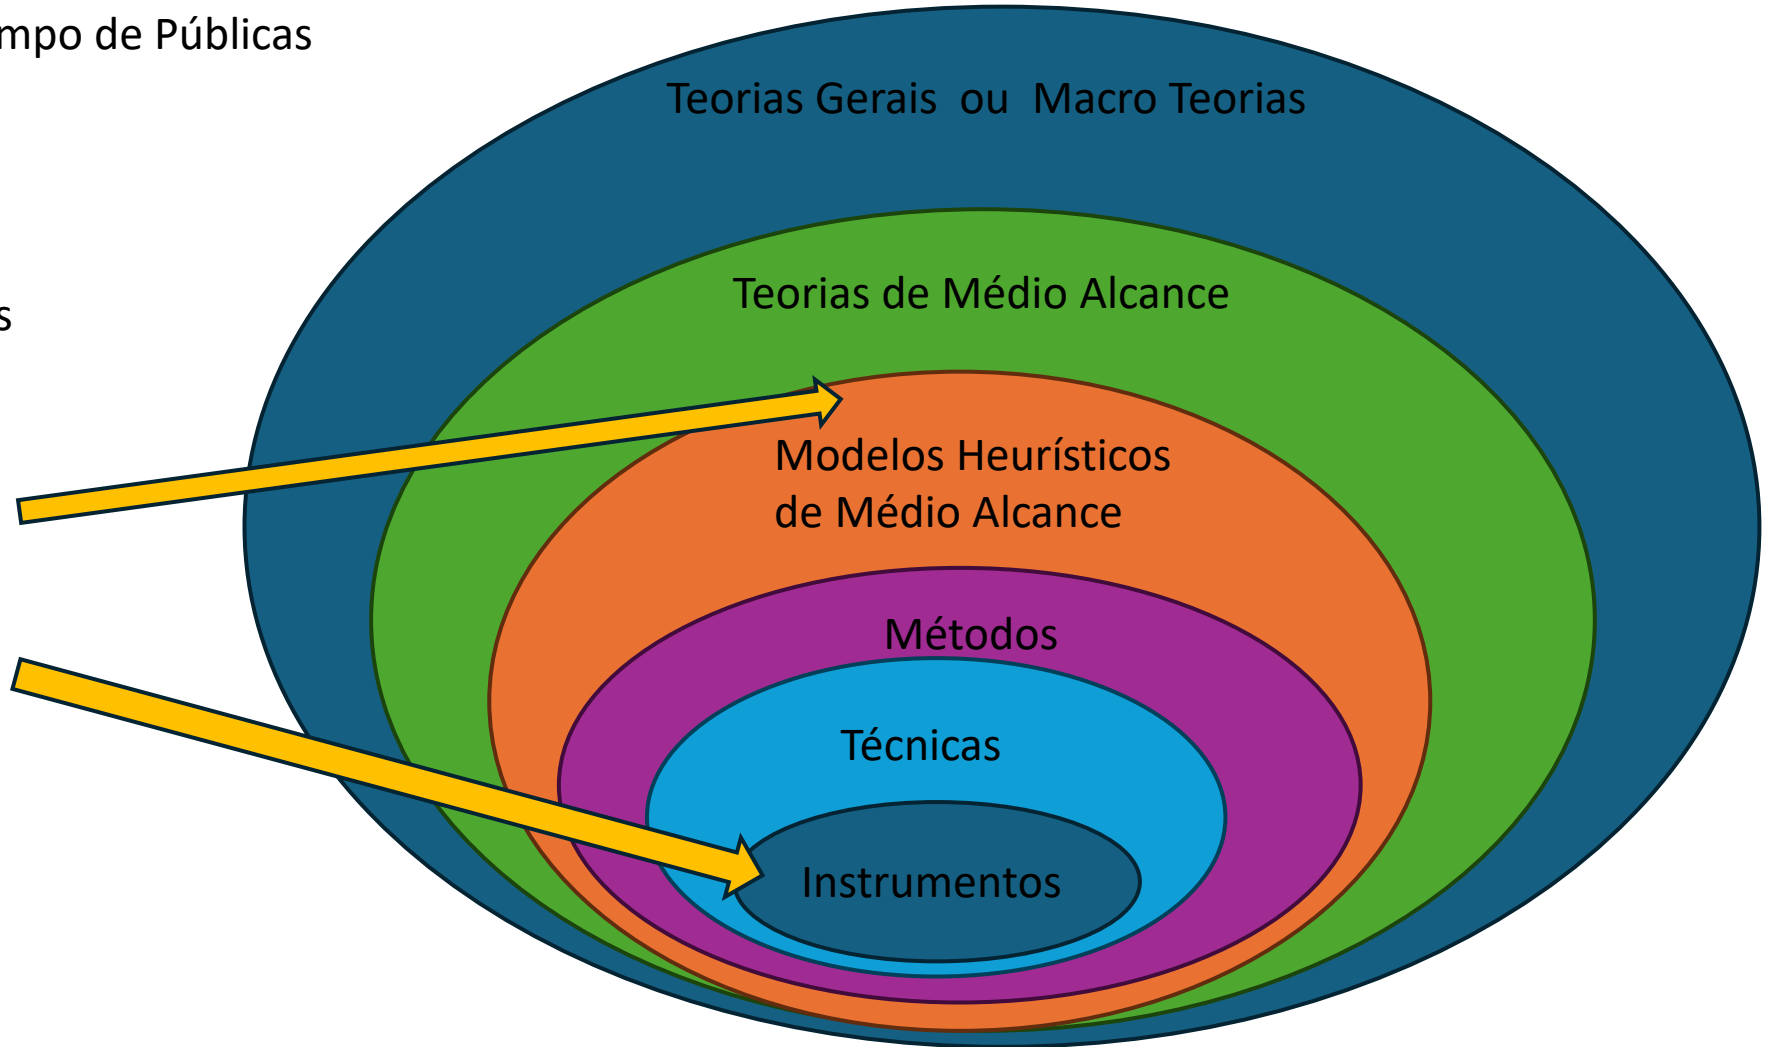 mpo de Públicas
Teorias Gerais ou Macro Teorias
Teorias de Médio Alcance
s
Modelos Heurísticos
de Médio Alcance
Métodos
Técnicas
Instrumentos